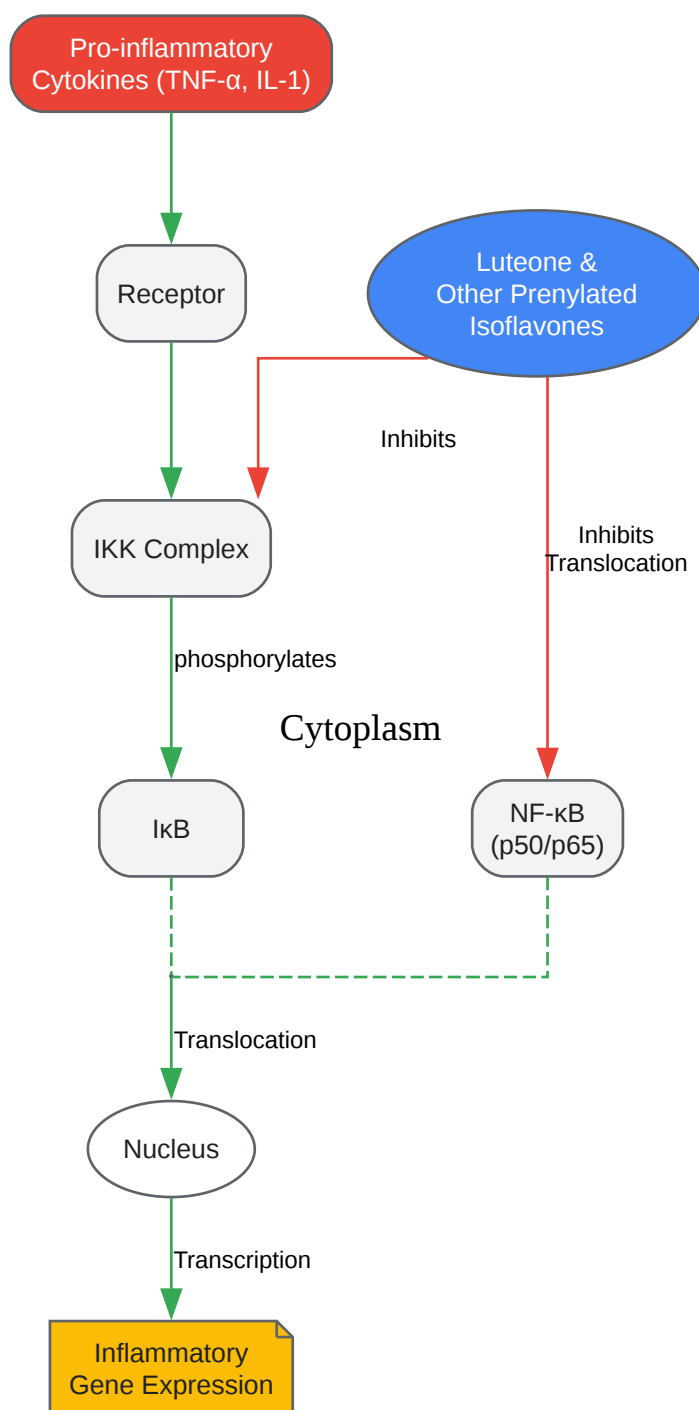 Pro-inflammatory
Cytokines (TNF-α, IL-1)
Receptor
Luteone &
Other Prenylated
Isoflavones
Inhibits
Inhibits
Translocation
IKK Complex
phosphorylates
Cytoplasm
IκB
NF-κB
(p50/p65)
Translocation
Nucleus
Transcription
Inflammatory
Gene Expression